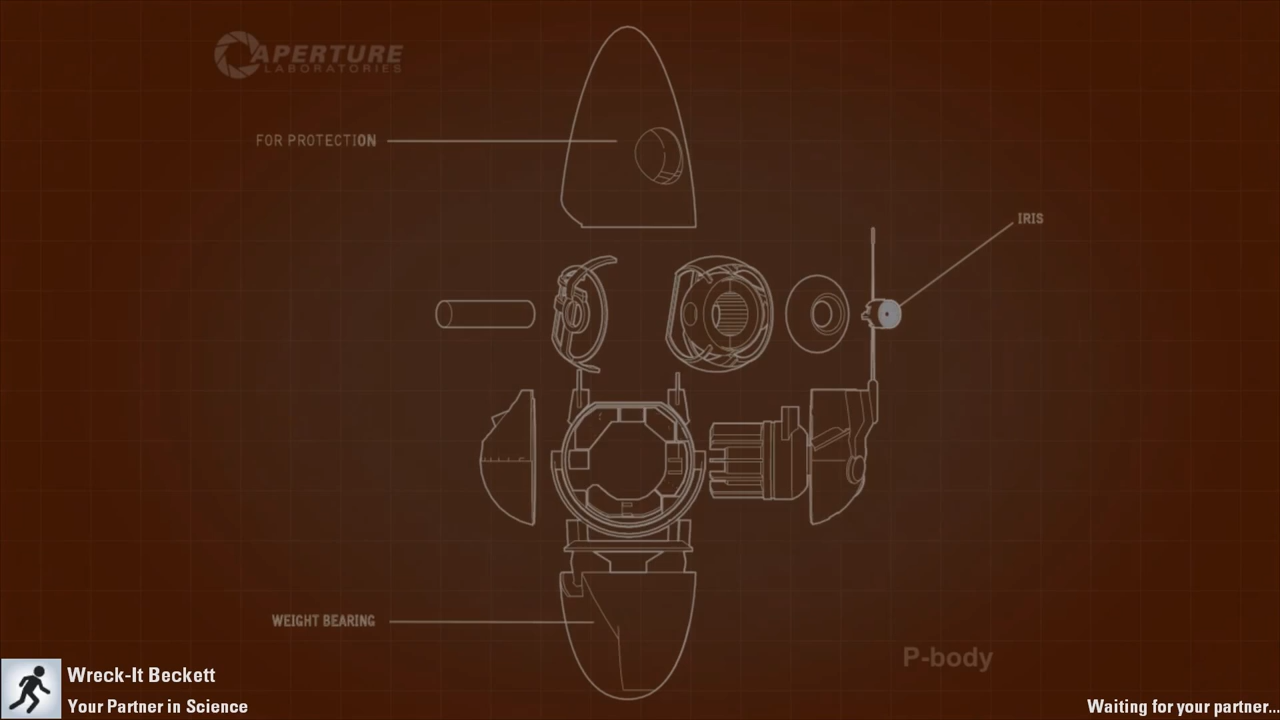 APERTURE
LABORATORIES
FOR PROTECTION
IRIS
WEIGHT BEARING
P-body
Wreck-It Beckett
Your Partner in Science
Waiting for your partner...